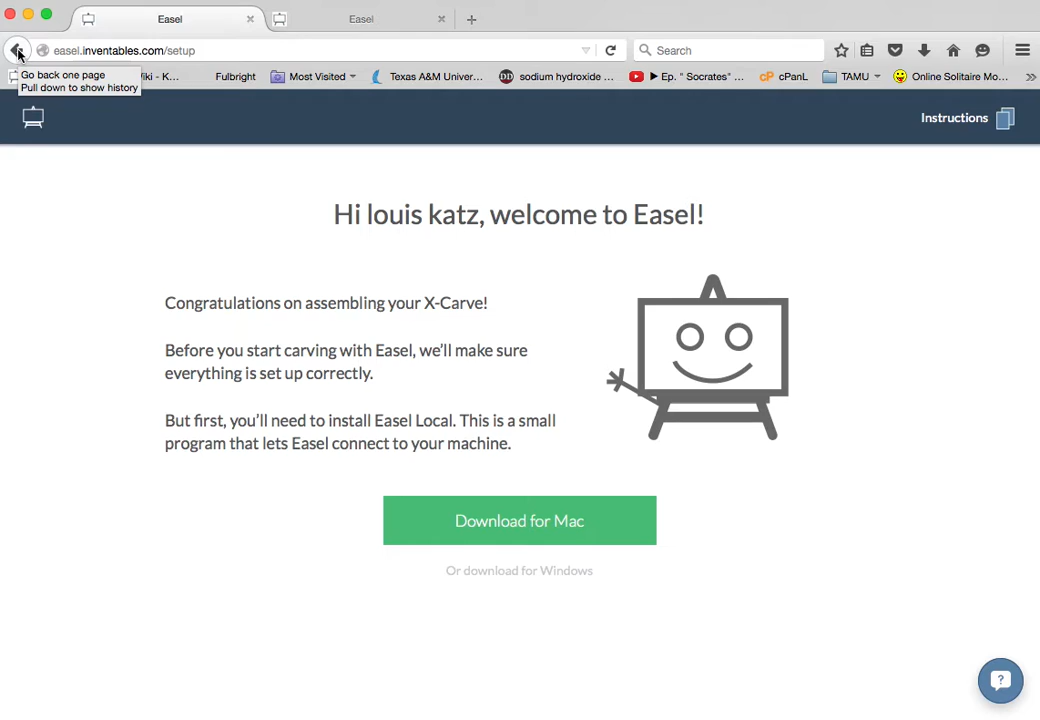 Easel
Easel
easel.inventables.com/setup
Search
Go back one page
Pull down to show history
iki - K...
Fulbright
Most Visited
Texas A&M Univer...
DD
sodium hydroxide ...
▶ Ep. " Socrates" ...
cP cPanL
TAMU
Online Solitaire Mo...
Instructions
Hi louis katz, welcome to Easel!
Congratulations on assembling your X-Carve!
Before you start carving with Easel, we'll make sure
everything is set up correctly.
But first, you'll need to install Easel Local. This is a small
program that lets Easel connect to your machine.
Download for Mac
Or download for Windows